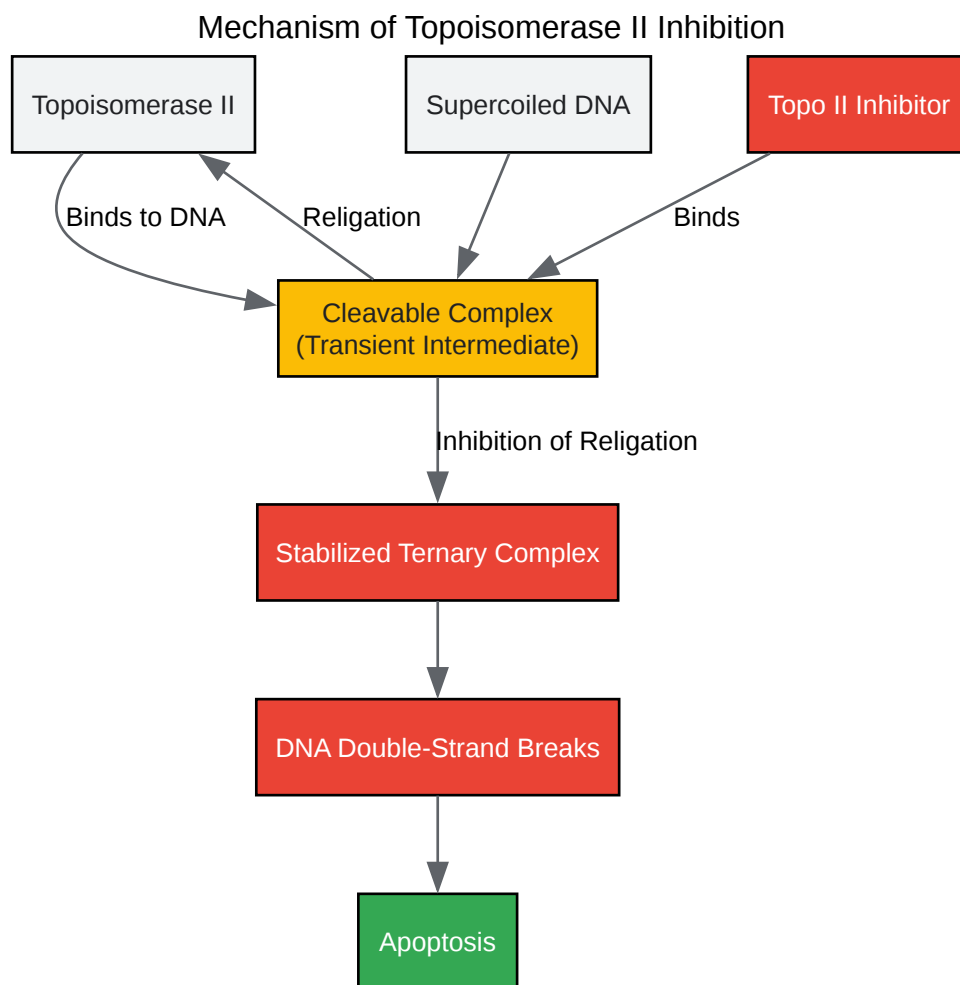 Mechanism of Topoisomerase II Inhibition
Topoisomerase II
Supercoiled DNA
Topo II Inhibitor
Binds to DNA
Religation
Binds
Cleavable Complex
(Transient Intermediate)
Inhibition of Religation
Stabilized Ternary Complex
DNA Double-Strand Breaks
Apoptosis